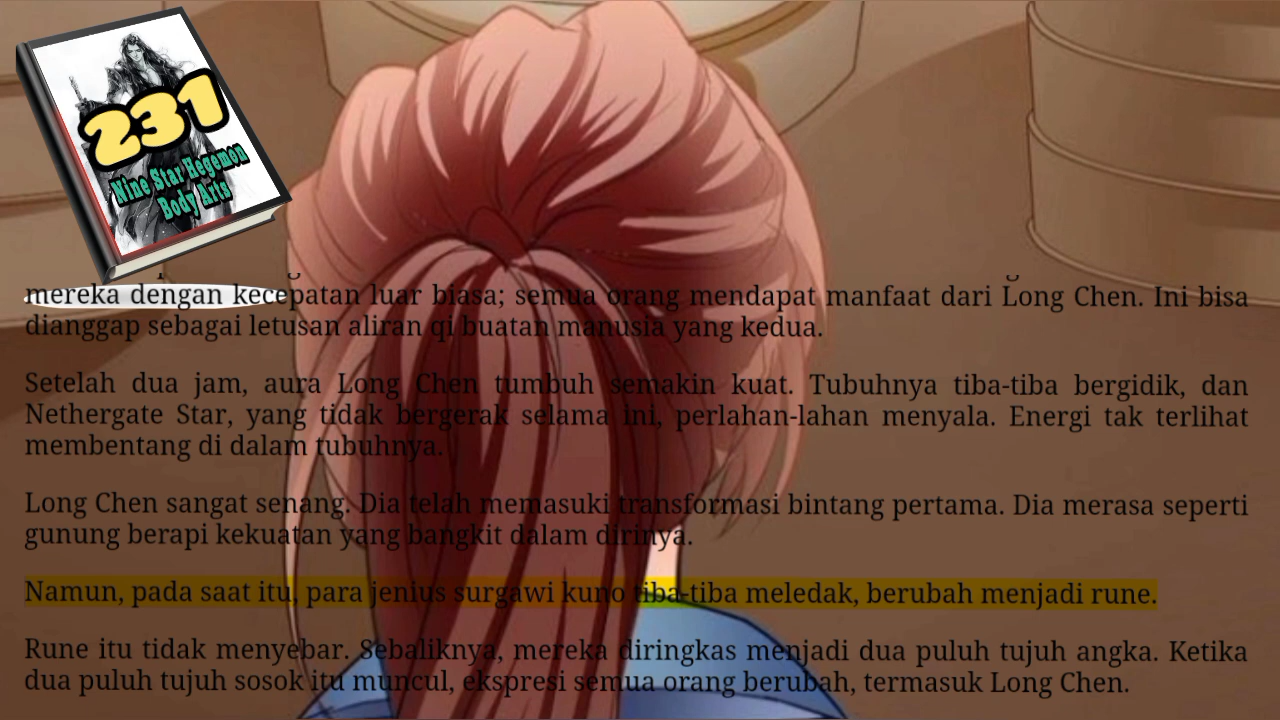 231
Nine Star Hegemon
Body Arts
mereka dengan kecepatan luar biasa; semua orang mendapat manfaat dari Long Chen. Ini bisa
dianggap sebagai letusan aliran qi buatan manusia yang kedua.
Setelah dua jam, aura Long Chen tumbuh semakin kuat. Tubuhnya tiba-tiba bergidik, dan
Nethergate Star, yang tidak bergerak selama ini, perlahan-lahan menyala. Energi tak terlihat
membentang di dalam tubuhnya.
Long Chen sangat senang. Dia telah memasuki transformasi bintang pertama. Dia merasa seperti
gunung berapi kekuatan yang bangkit dalam dirinya.
Namun, pada saat itu, para jenius surgawi kuno tiba-tiba meledak, berubah menjadi rune.
Rune itu tidak menyebar. Sebaliknya, mereka diringkas menjadi dua puluh tujuh angka. Ketika
dua puluh tujuh sosok itu muncul, ekspresi semua orang berubah, termasuk Long Chen.